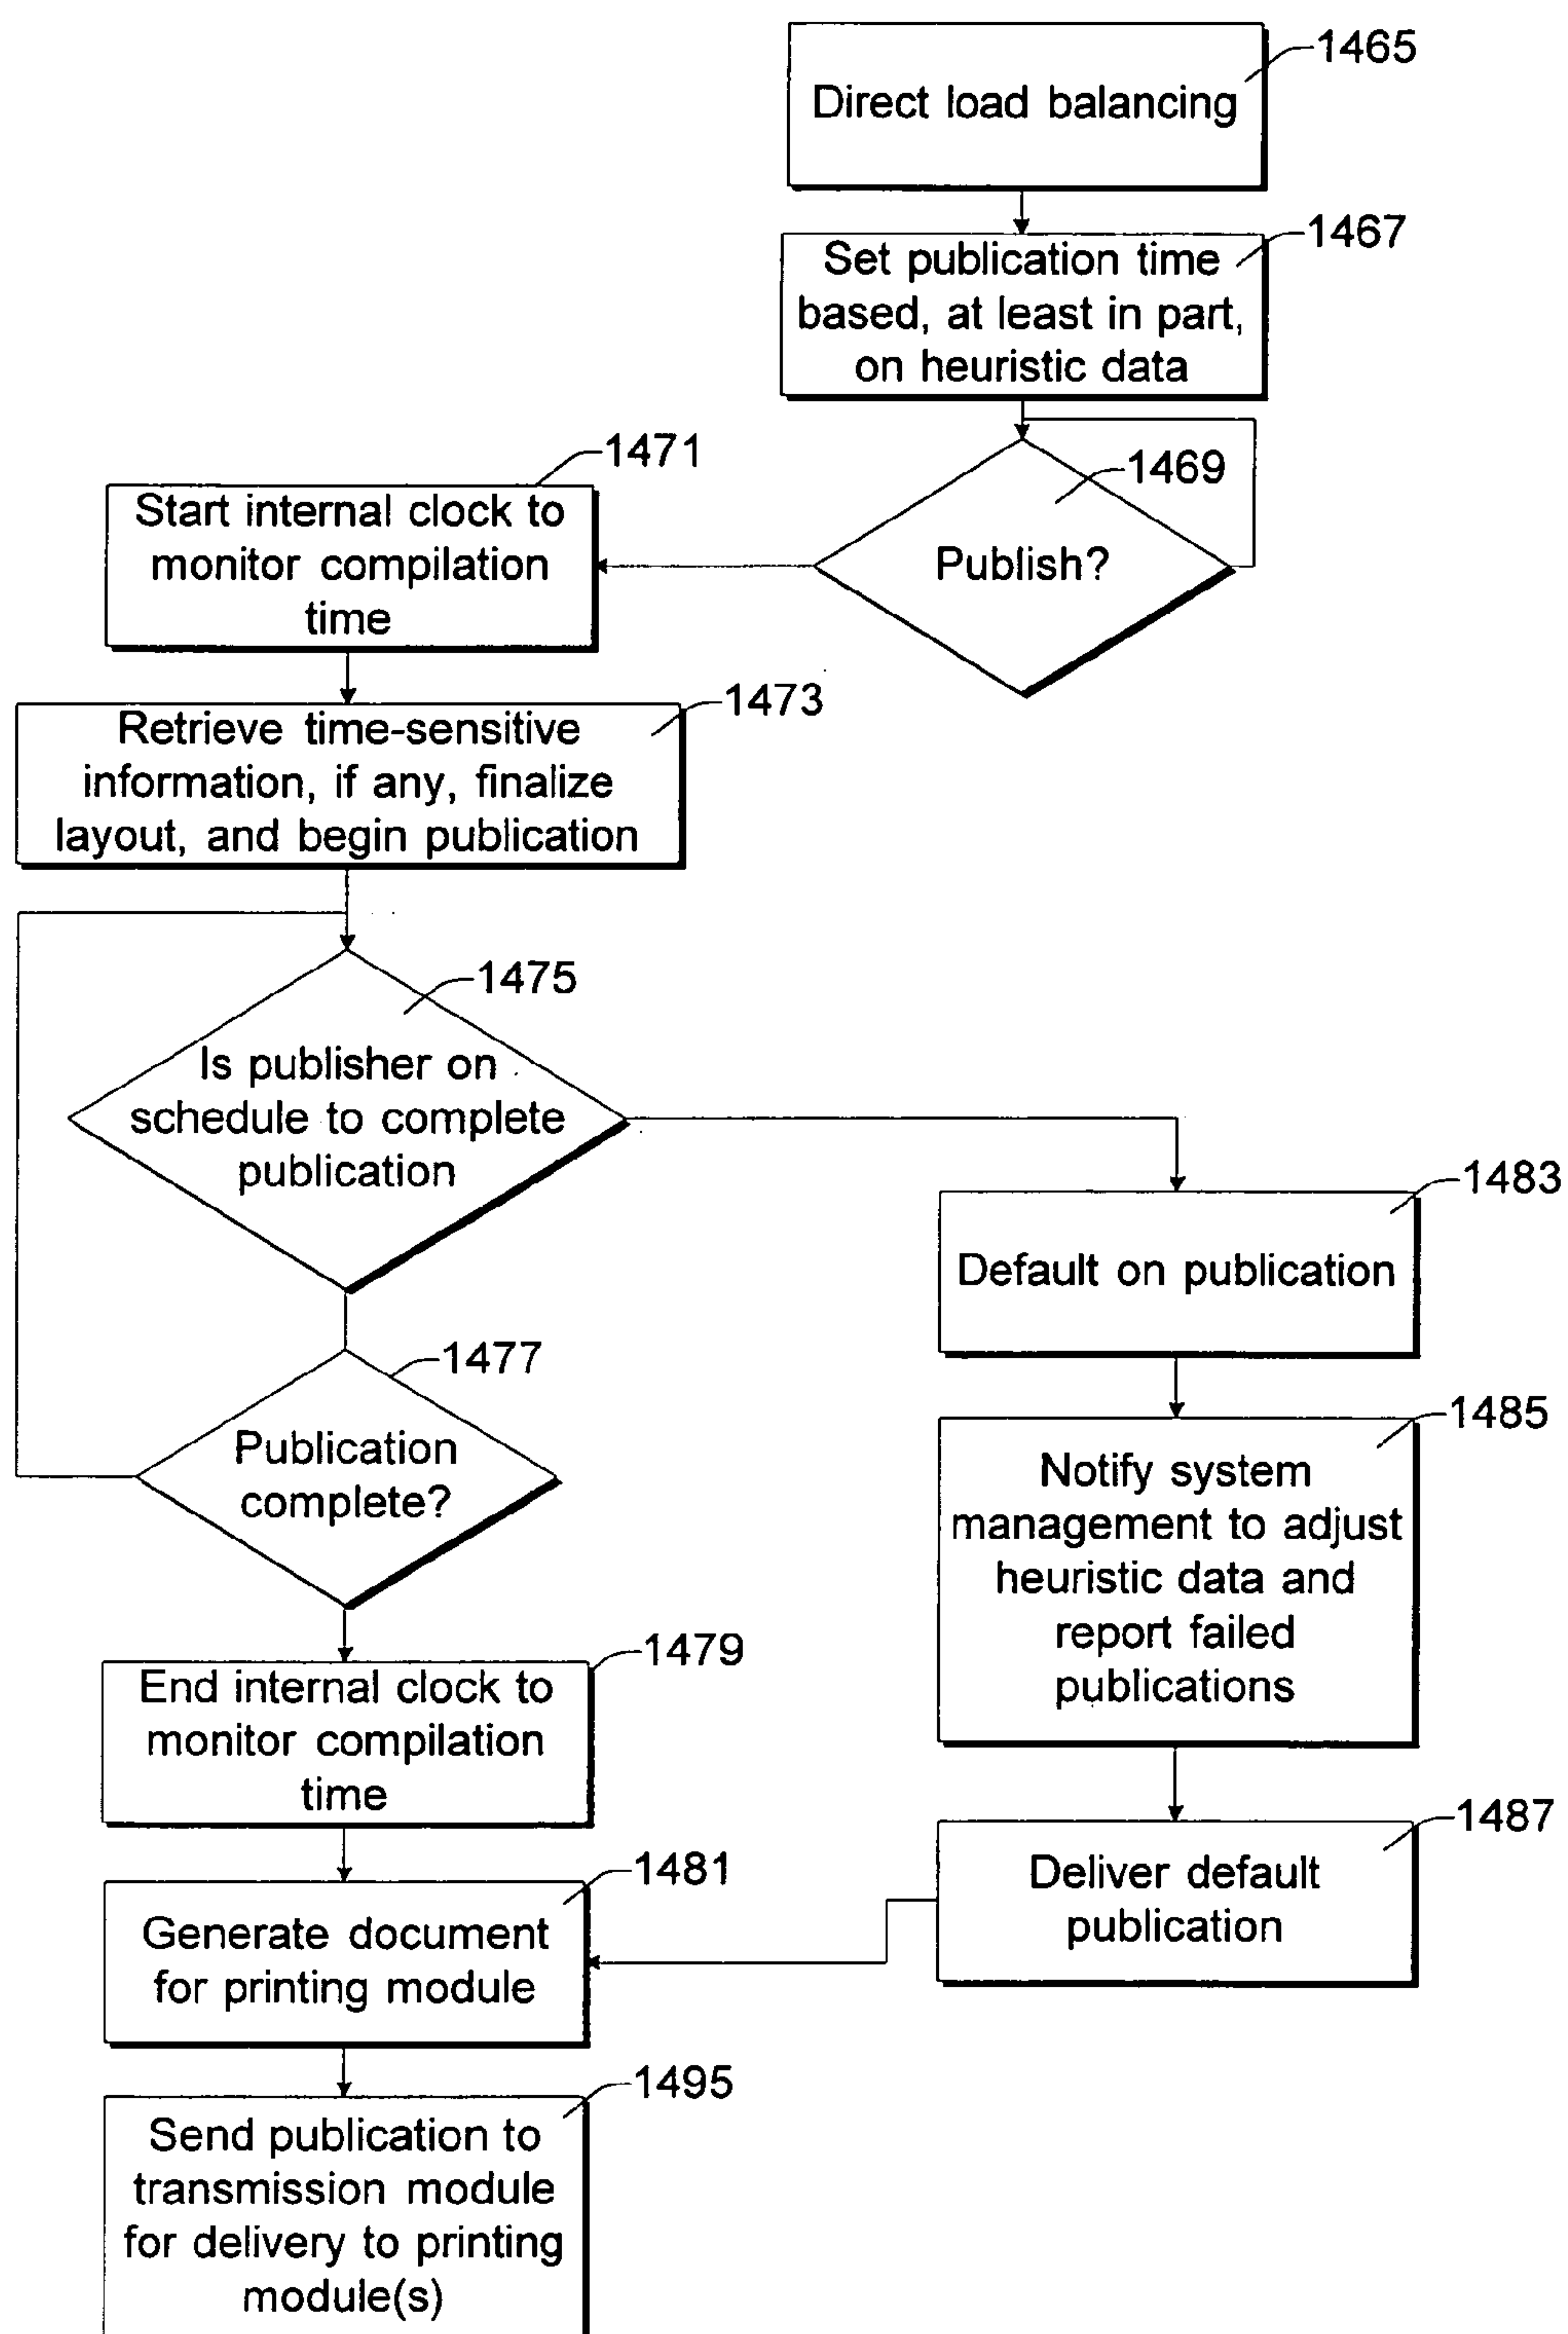 1465
Direct load balancing
1467
Set publication time
based, at least in part,
on heuristic data
1469
Publish?
1471
Start internal clock to
monitor compilation
time
1473
Retrieve time-sensitive
information, if any, finalize
layout, and begin publication
1475
Is publisher on
schedule to complete
publication
1477
Publication
complete?
1479
End internal clock to
monitor compilation
time
1481
Generate document
for printing module
1483
Default on publication
1485
Notify system
management to adjust
heuristic data and
report failed
publications
1487
Deliver default
publication
1495
Send publication to
transmission module
for delivery to printing
module(s)